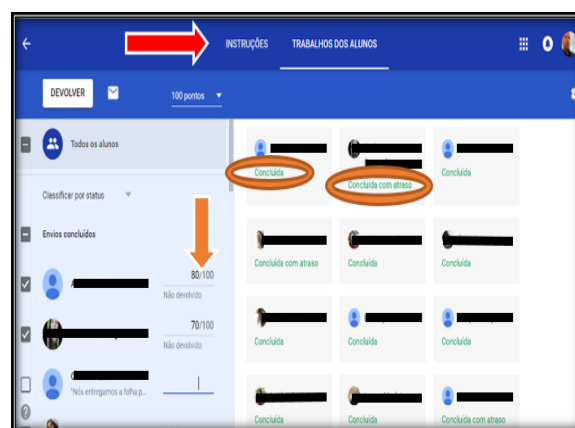 INSTRUÇÕES TRABALHOS DOS ALUNOS
DEVOLVER 100 pontos
Todos os alunos
Classificar por status
Envios concluídos
80/100
Não devolvido
70/100
Não devolvido
"Nós entregamos a folha p...
Concluída
Concluída com atraso
Concluída
Concluída com atraso
Concluída
Concluída
Concluída
Concluída
Concluída
Concluída
Concluída
Concluída com atraso